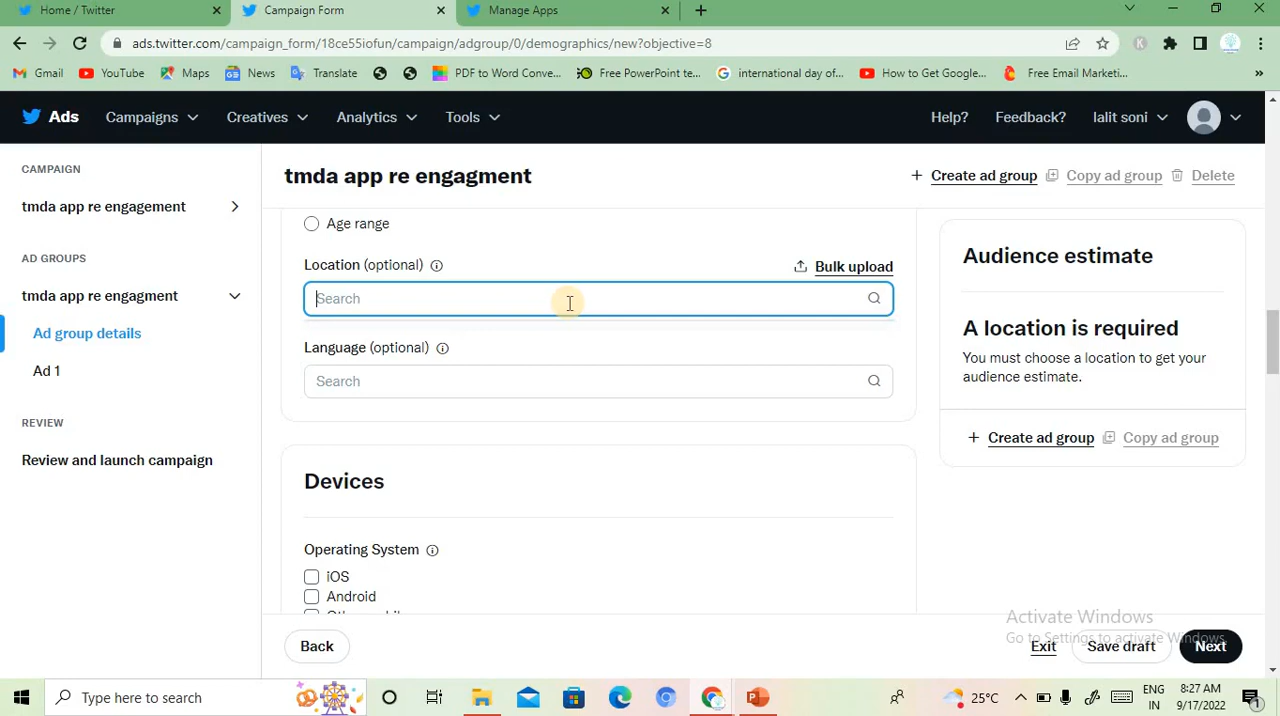 Home / Twitter
Campaign Form
Manage Apps
ads.twitter.com/campaign_form/18ce55iofun/campaign/adgroup/0/demographics/new?objective=8
Gmail
YouTube
Maps
News
Translate
PDF to Word Conve...
Free PowerPoint te...
international day of...
How to Get Google...
Free Email Marketi...
Ads
Campaigns
Creatives
Analytics
Tools
Help?
Feedback?
lalit soni
CAMPAIGN
tmda app re engagement
AD GROUPS
tmda app re engagment
Ad group details
Ad 1
REVIEW
Review and launch campaign
tmda app re engagment
Create ad group
Copy ad group
Delete
Age range
Location (optional)
Bulk upload
Search
Language (optional)
Search
Devices
Operating System
iOS
Android
Audience estimate
A location is required
You must choose a location to get your
audience estimate.
Create ad group
Copy ad group
Activate Windows
Go to Settings to activate Windows.
Back
Exit
Save draft
Next
Type here to search
25°C
ENG
IN
8:27 AM
9/17/2022
1